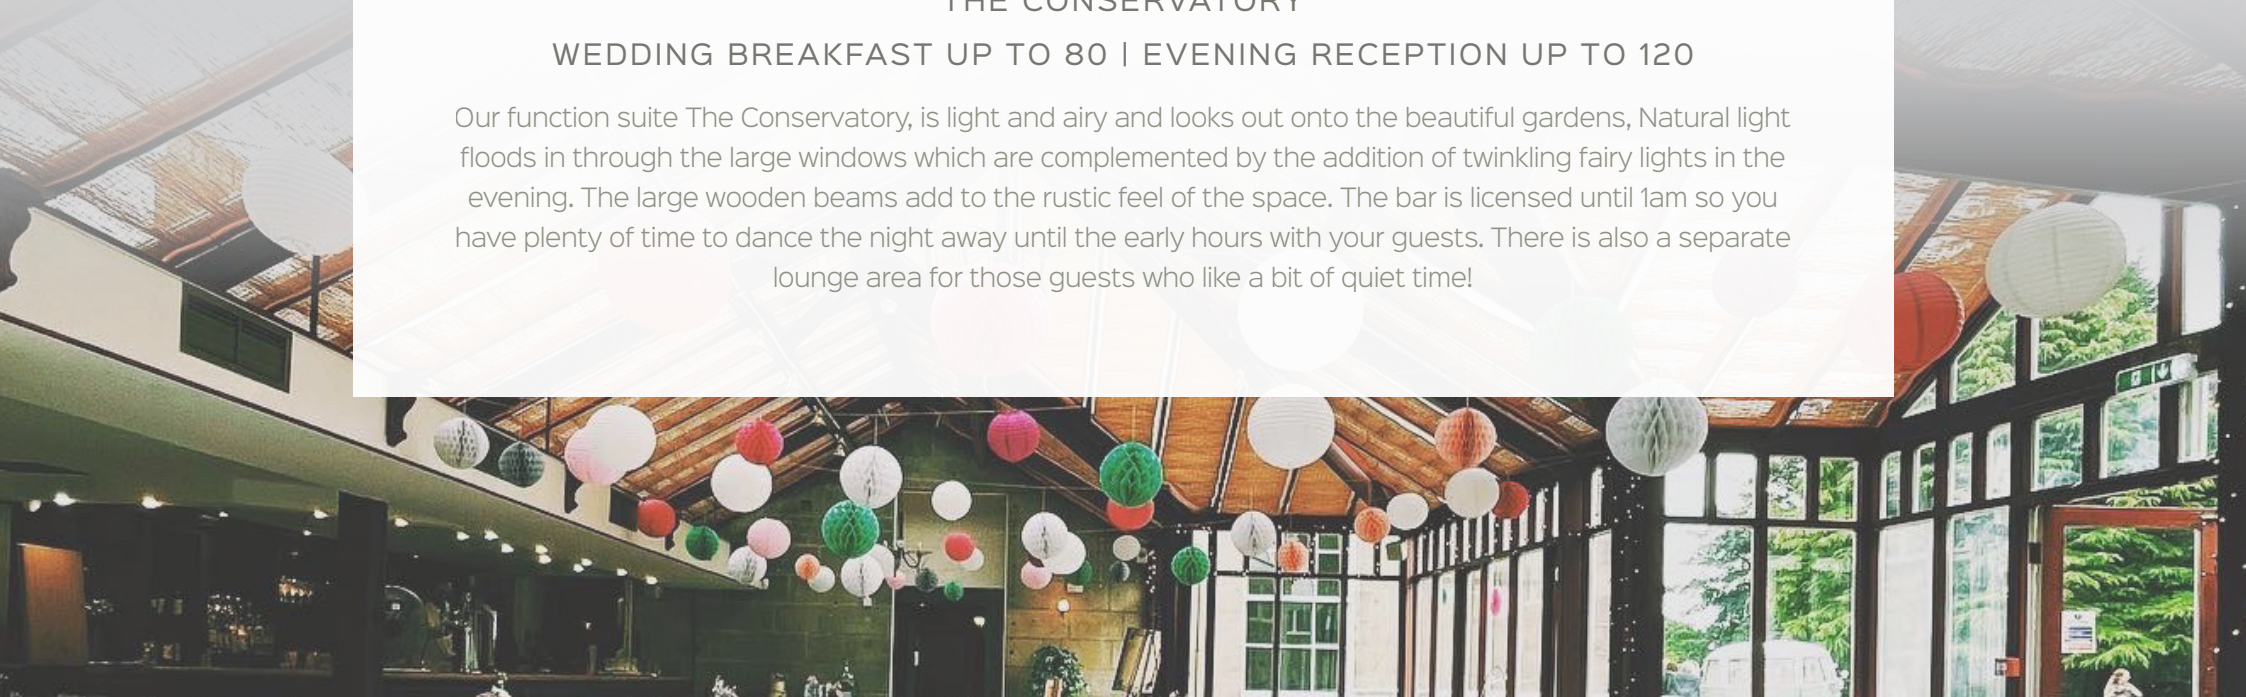 THE CONSERVATORY
WEDDING BREAKFAST UP TO 80 | EVENING RECEPTION UP TO 120
Our function suite The Conservatory, is light and airy and looks out onto the beautiful gardens, Natural light
floods in through the large windows which are complemented by the addition of twinkling fairy lights in the
evening. The large wooden beams add to the rustic feel of the space. The bar is licensed until 1am so you
have plenty of time to dance the night away until the early hours with your guests. There is also a separate
lounge area for those guests who like a bit of quiet time!